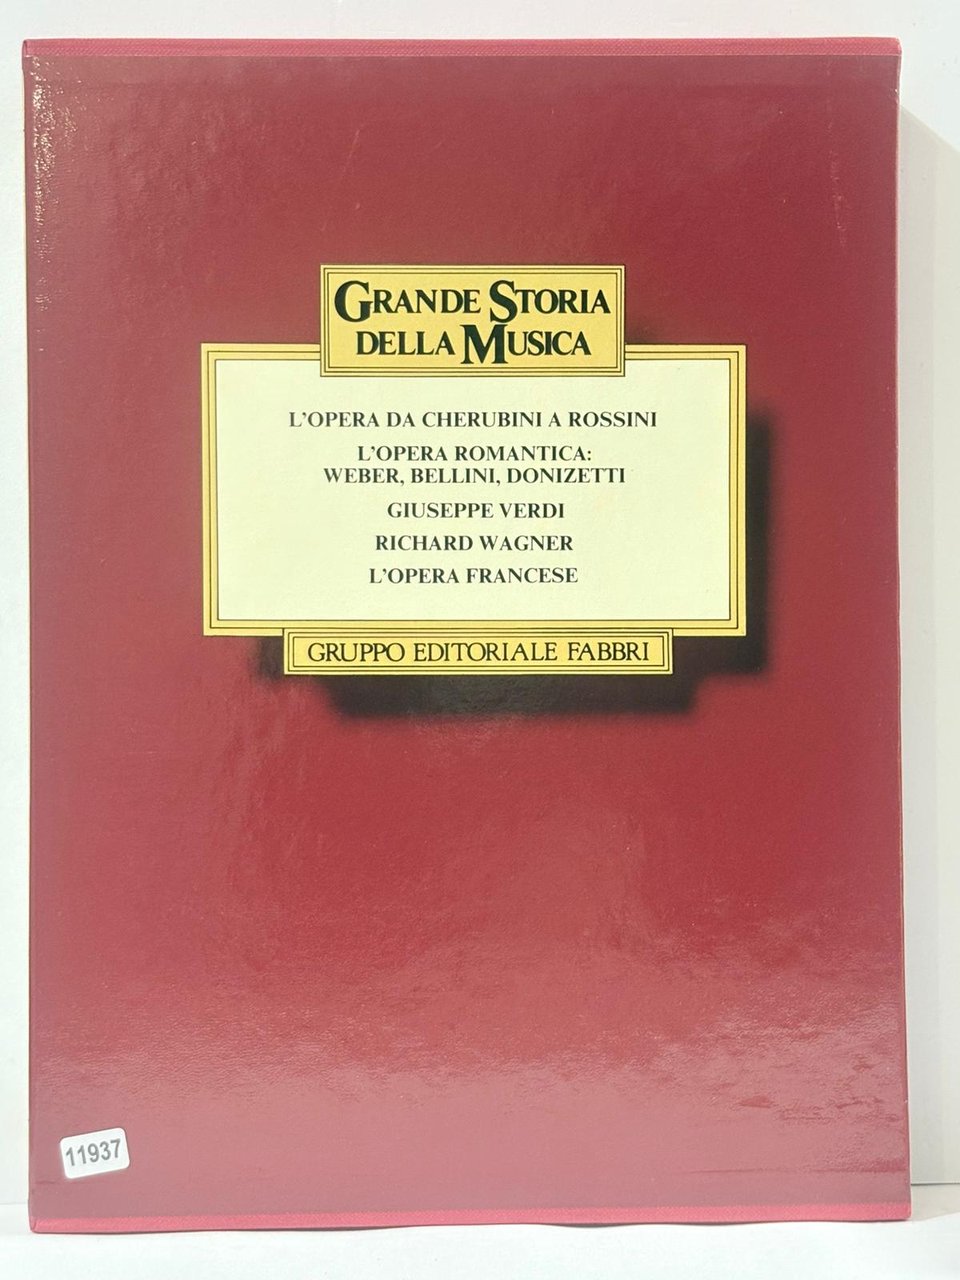 GRANDE STORIA
DELLA MUSICA
L'OPERA DA CHERUBINI A ROSSINI
L'OPERA ROMANTICA:
WEBER, BELLINI, DONIZETTI
GIUSEPPE VERDI
RICHARD WAGNER
L'OPERA FRANCESE
GRUPPO EDITORIALE FABBRI
11937